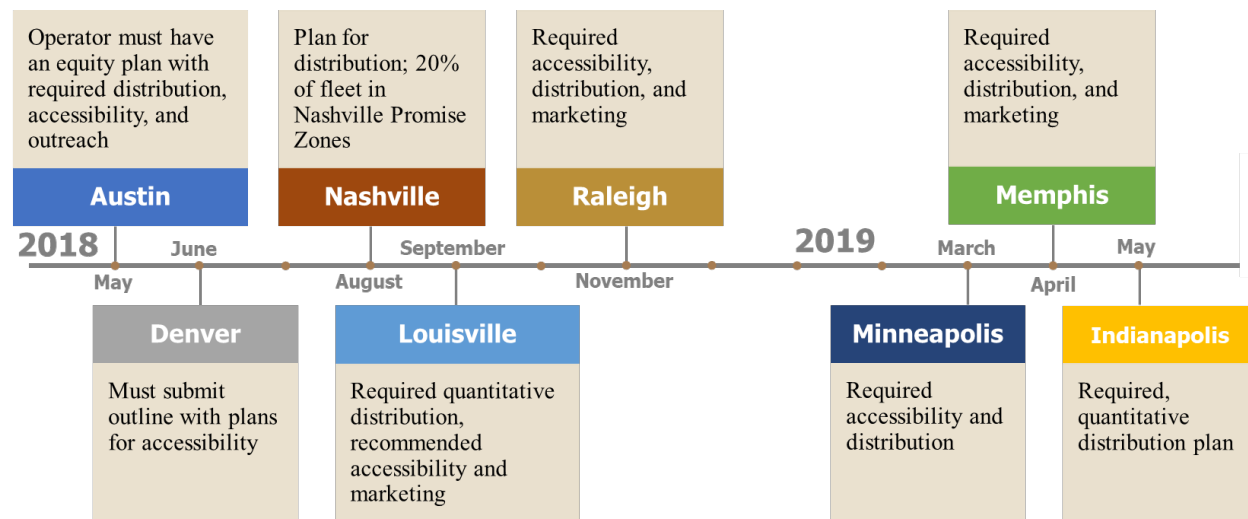 Operator must have
an equity plan with
required distribution,
accessibility, and
outreach
Austin
Plan for
distribution; 20%
of fleet in
Nashville Promise
Zones
Nashville
Required
accessibility,
distribution, and
marketing
Raleigh
Required
accessibility,
distribution, and
marketing
Memphis
2018
June
September
2019
March
May
May
August
November
April
Denver
Must submit
outline with plans
for accessibility
Louisville
Required quantitative
distribution,
recommended
accessibility and
marketing
Minneapolis
Required
accessibility and
distribution
Indianapolis
Required,
quantitative
distribution plan